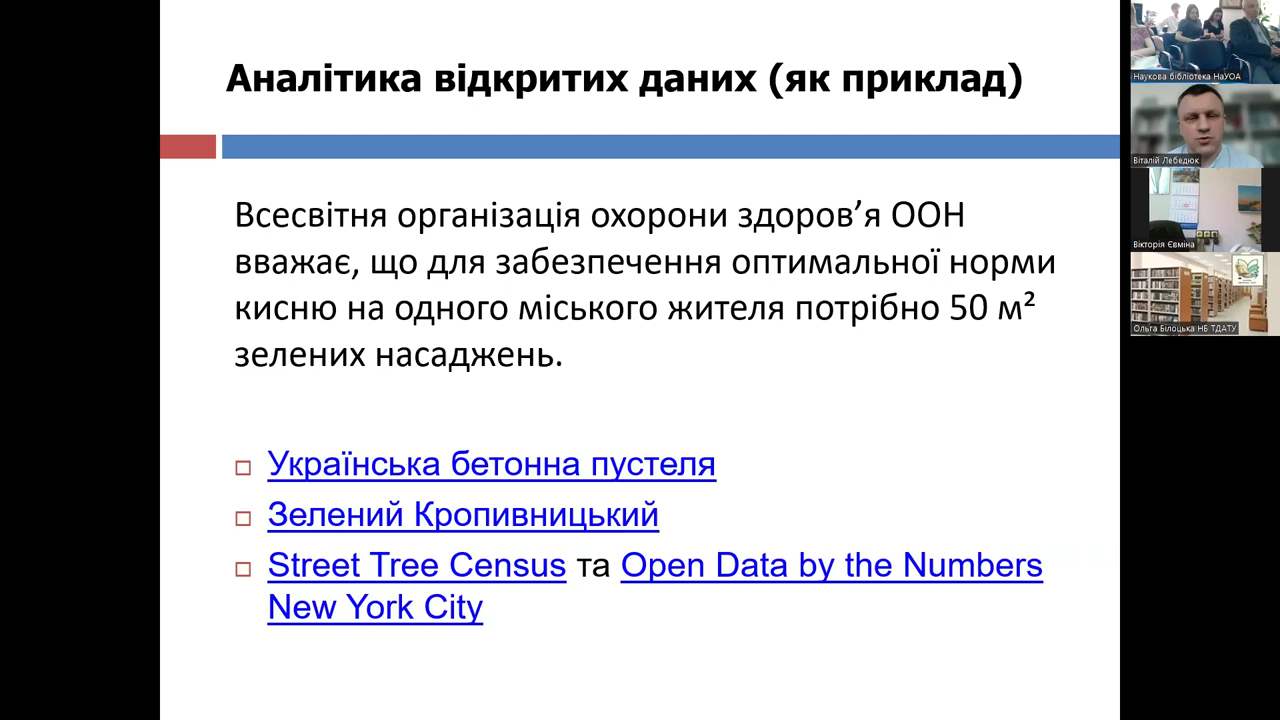 Аналітика відкритих даних (як приклад)
Всесвітня організація охорони здоров’я ООН
вважає, що для забезпечення оптимальної норми
кисню на одного міського жителя потрібно 50 м²
зелених насаджень.
Українська бетонна пустеля
Зелений Кропивницький
Street Tree Census та Open Data by the Numbers
New York City
Наукова бібліотека НаУОА
Віталій Лебедюк
Вікторія Євміна
Ольга Білоцька НБ ТДАТУ